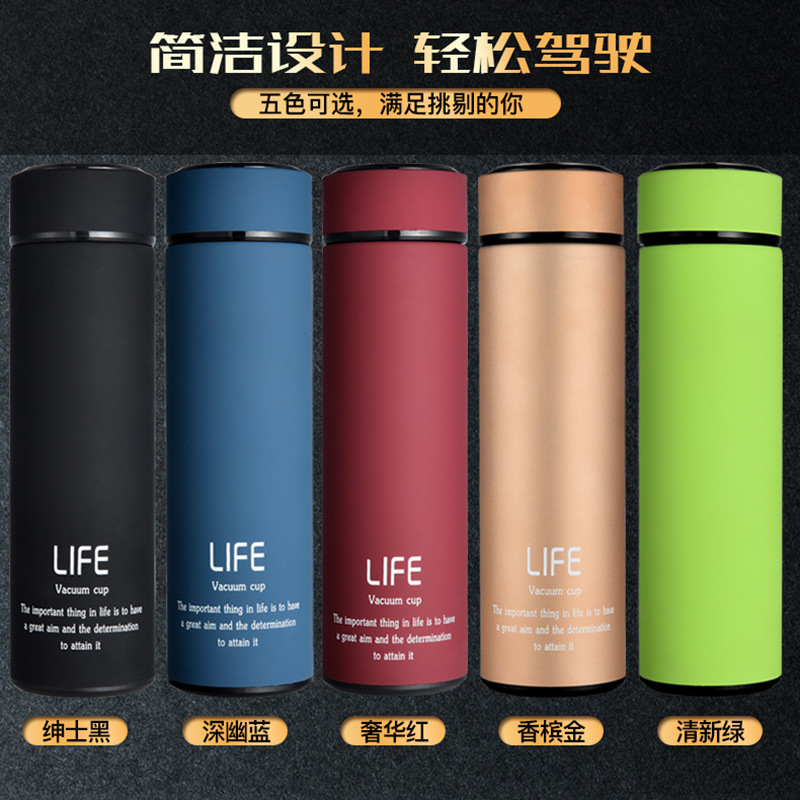 简洁设计 轻松驾驶
五色可选，满足挑剔的你
LIFE
Vacuum cup
The important thing in life is to have
a great aim and the determination
to attain it
LIFE
Vacuum cup
The important thing in life is to have
a great aim and the determination
to attain it
LIFE
Vacuum cup
The important thing in life is to have
a great aim and the determination
to attain it
LIFE
Vacuum cup
The important thing in life is to have
a great aim and the determination
to attain it
绅士黑
深幽蓝
奢华红
香槟金
清新绿